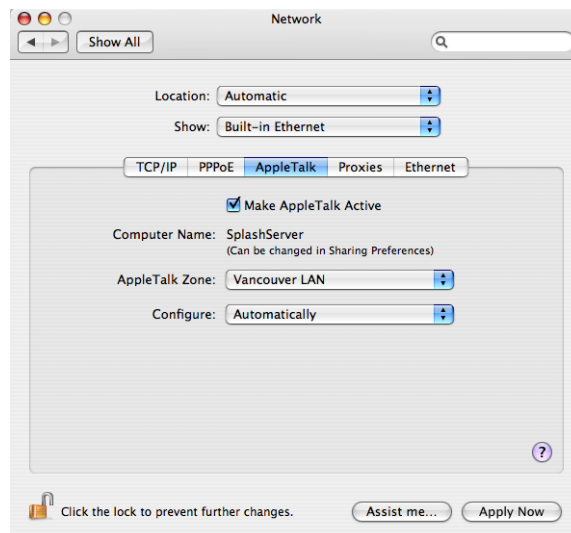 Network
Show All
Location: Automatic
Show: Built-in Ethernet
TCP/IP PPPoE AppleTalk Proxies Ethernet
Make AppleTalk Active
Computer Name: SplashServer
(Can be changed in Sharing Preferences)
AppleTalk Zone: Vancouver LAN
Configure: Automatically
?
Click the lock to prevent further changes. Assist me... Apply Now